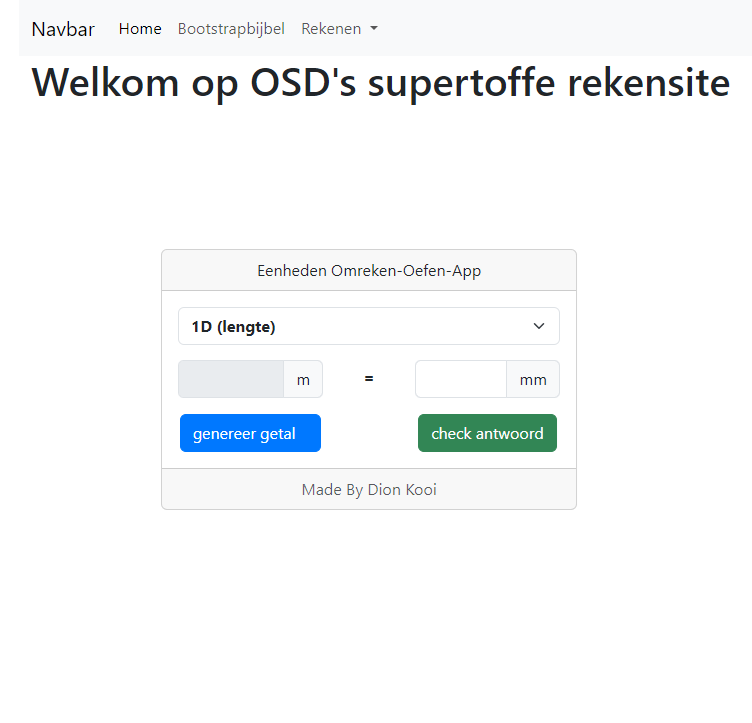 Navbar Home Bootstrapbijbel Rekenen
Welkom op OSD's supertoffe rekensite
Eenheden Omreken-Oefen-App
1D (lengte)
m = mm
genereer getal check antwoord
Made By Dion Kooi